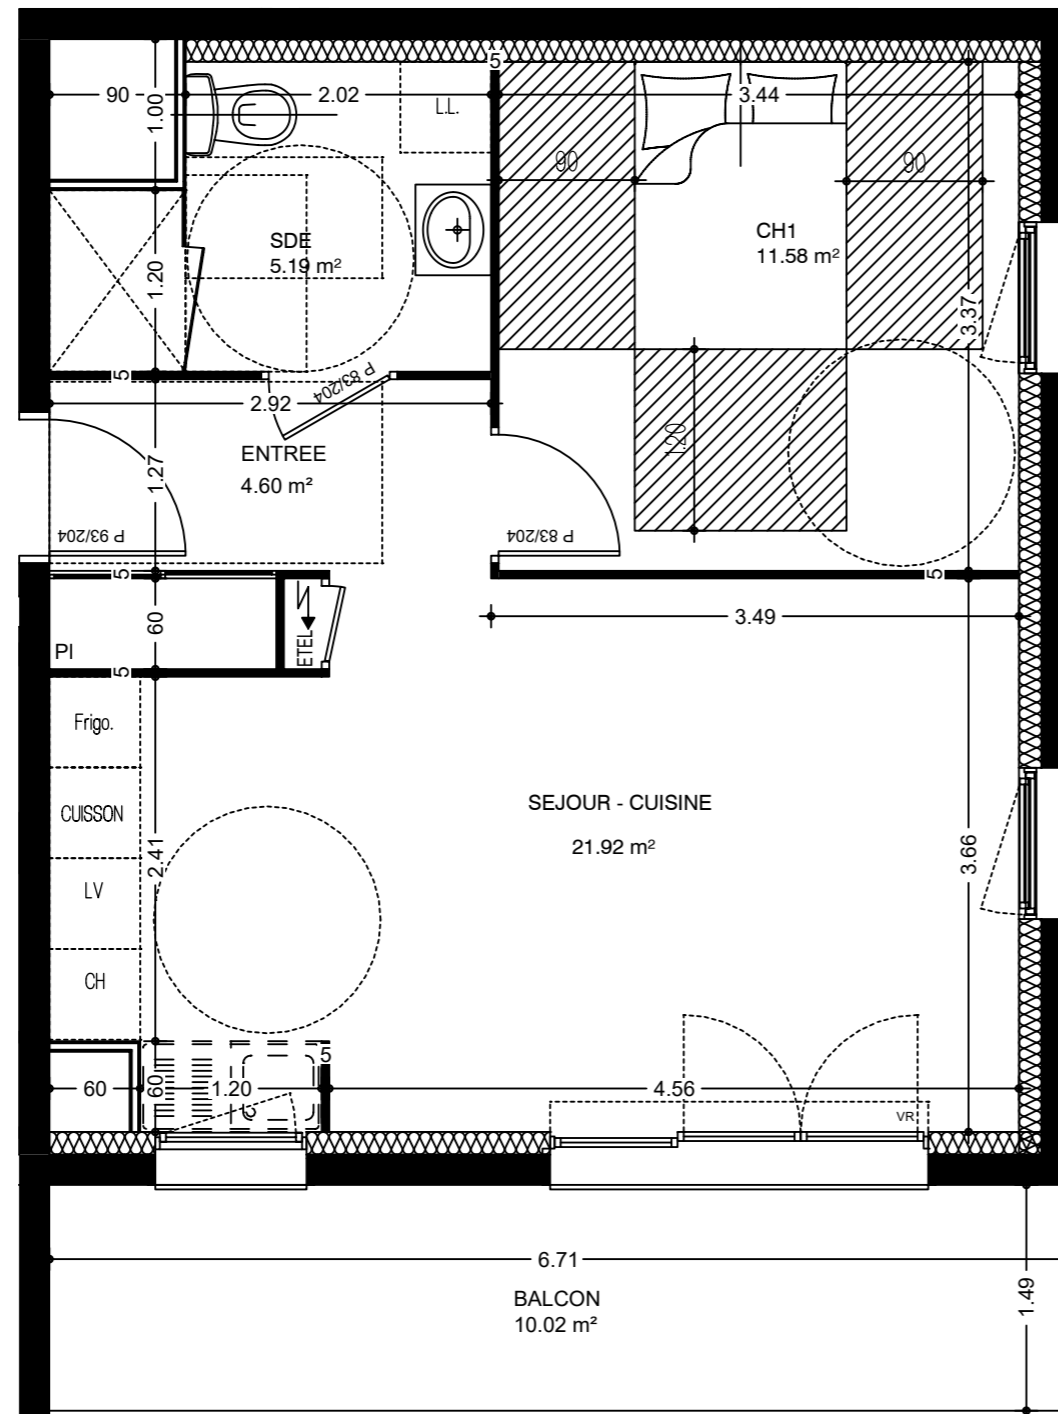 5
90
2.02
3.44
1.00
L.L.
90
90
SDE
5.19 m²
CH1
11.58 m²
1.20
3.37
5
P 83/204
2.92
1.20
ENTREE
4.60 m²
1.27
P 93/204
P 83/204
5
5
60
ETEL
3.49
PI
5
Frigo.
CUISSON
SEJOUR - CUISINE
21.92 m²
2.41
3.66
LV
CH
5
60
60
1.20
4.56
VR
6.71
BALCON
10.02 m²
1.49